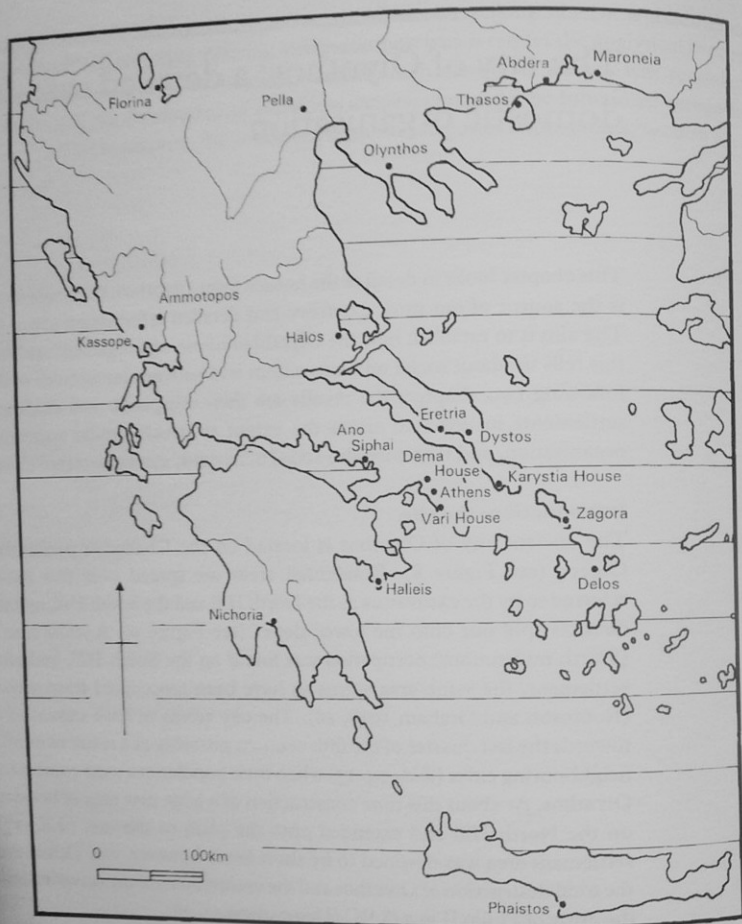 Abdera
Maroneia
Florina
Pella
Thasos
Olynthos
Ammotopos
Kassope
Halos
Eretria
Dystos
Ano
Siphai
Dema
House
Karystia House
Athens
Vari House
Zagora
Delos
Halieis
Nichoria
0 100km
Phaistos